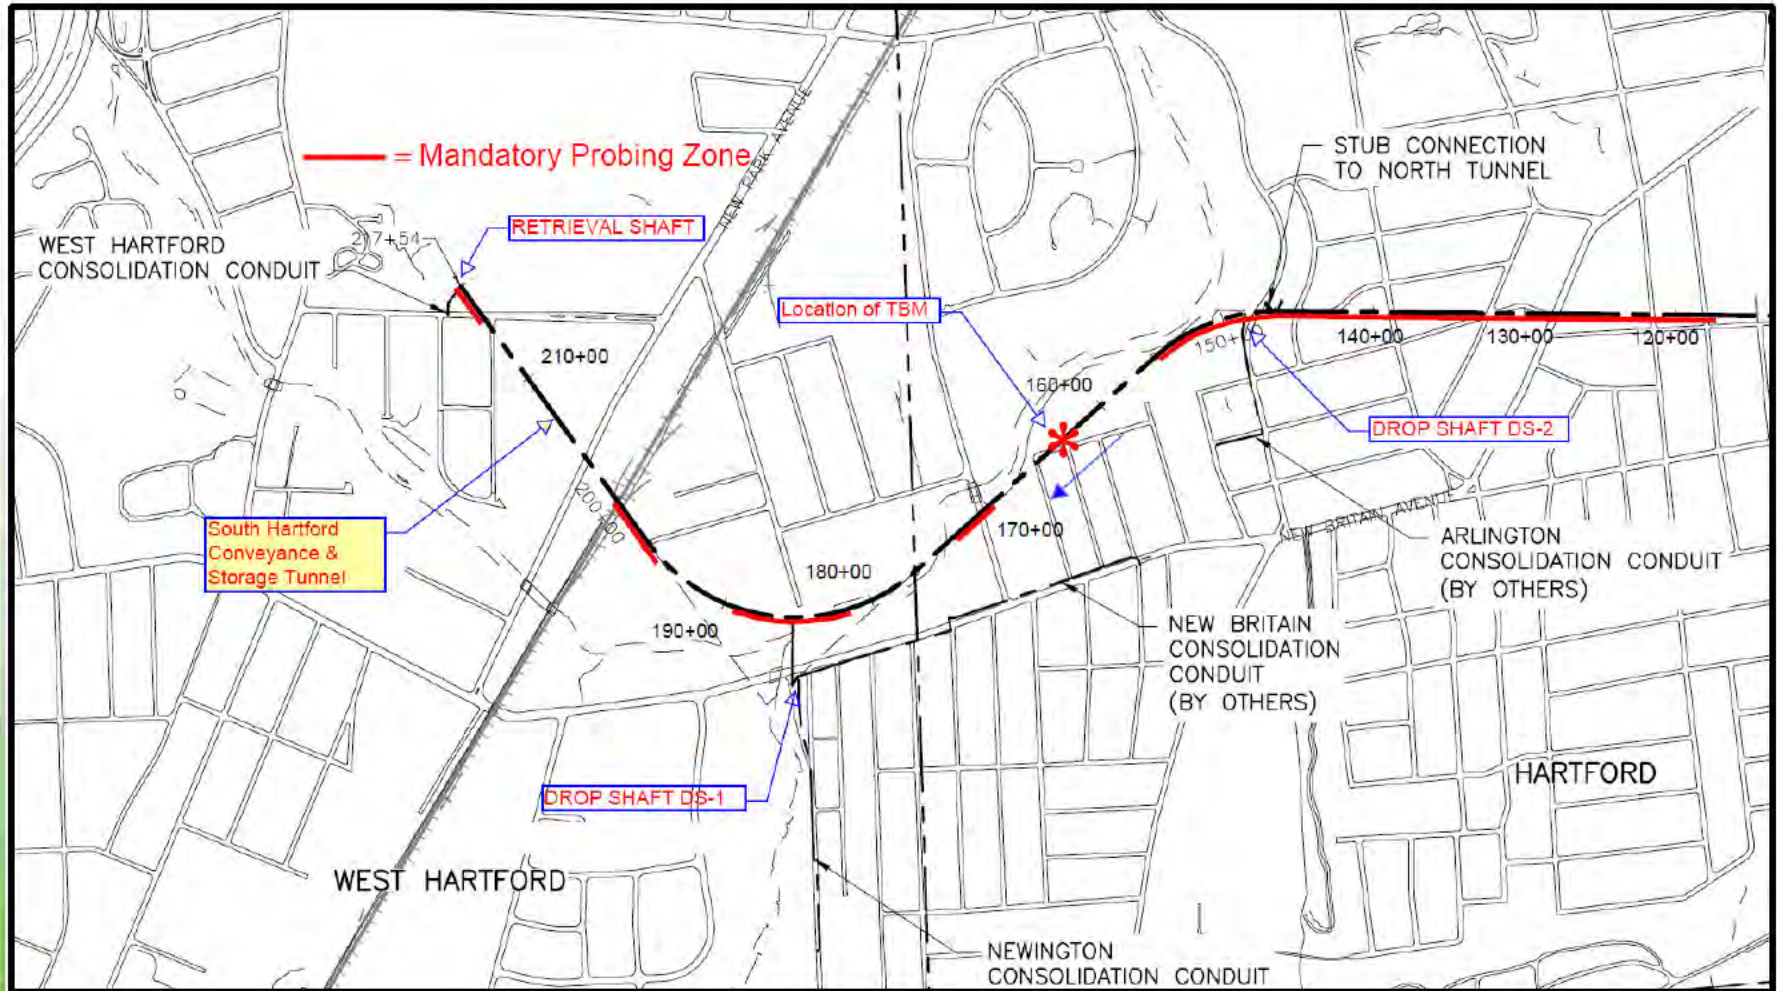 = Mandatory Probing Zone
NEW PARK AVENUE
STUB CONNECTION
TO NORTH TUNNEL
RETRIEVAL SHAFT
WEST HARTFORD
CONSOLIDATION CONDUIT
217+54
Location of TBM
210+00
160+00
150+00
140+00
130+00
120+00
DROP SHAFT DS-2
200+00
South Hartford
Conveyance &
Storage Tunnel
170+00
NEW BRITAIN AVENUE
ARLINGTON
CONSOLIDATION CONDUIT
(BY OTHERS)
180+00
190+00
NEW BRITAIN
CONSOLIDATION
CONDUIT
(BY OTHERS)
DROP SHAFT DS-1
HARTFORD
WEST HARTFORD
NEWINGTON
CONSOLIDATION CONDUIT